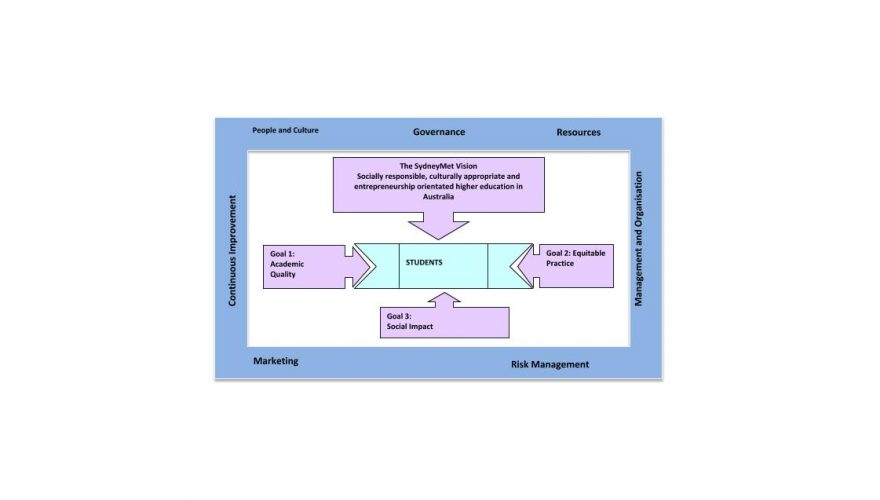 People and Culture
Governance
Resources
The SydneyMet Vision
Socially responsible, culturally appropriate and
entrepreneurship orientated higher education in
Australia
Continuous Improvement
Management and Organisation
Goal 1:
Academic
Quality
STUDENTS
Goal 2: Equitable
Practice
Goal 3:
Social Impact
Marketing
Risk Management